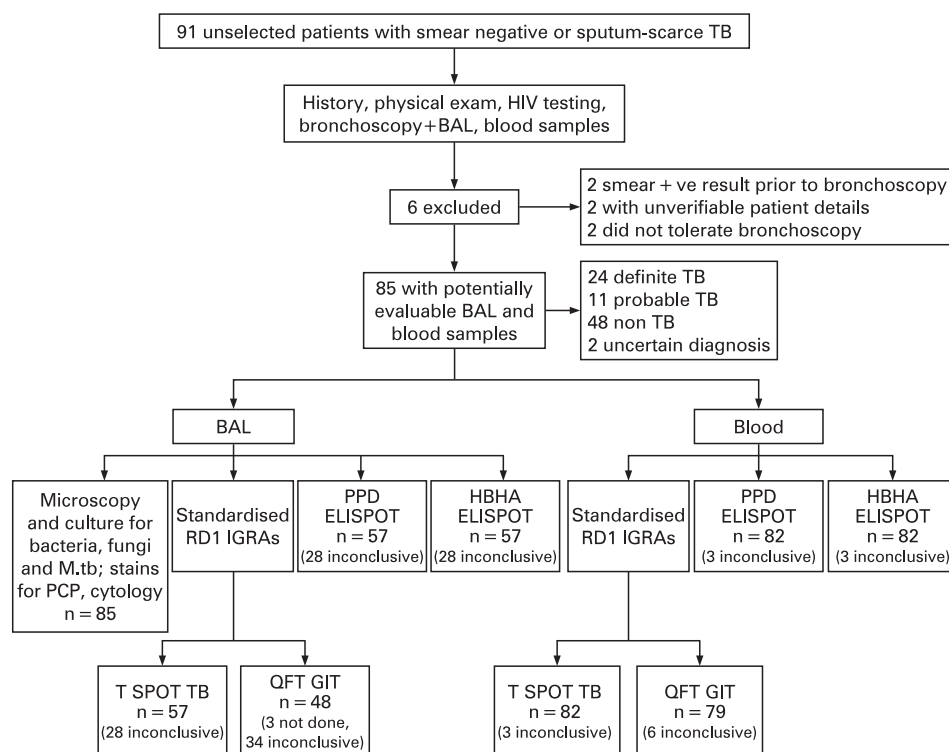 91 unselected patients with smear negative or sputum-scarce TB
History, physical exam, HIV testing,
bronchoscopy+BAL, blood samples
6 excluded
2 smear + ve result prior to bronchoscopy
2 with unverifiable patient details
2 did not tolerate bronchoscopy
85 with potentially
evaluable BAL and
blood samples
24 definite TB
11 probable TB
48 non TB
2 uncertain diagnosis
BAL
Blood
Microscopy
and culture for
bacteria, fungi
and M.tb; stains
for PCP, cytology
n = 85
Standardised
RD1 IGRAs
PPD
ELISPOT
n = 57
(28 inconclusive)
HBHA
ELISPOT
n = 57
(28 inconclusive)
Standardised
RD1 IGRAs
PPD
ELISPOT
n = 82
(3 inconclusive)
HBHA
ELISPOT
n = 82
(3 inconclusive)
T SPOT TB
n = 57
(28 inconclusive)
QFT GIT
n = 48
(3 not done,
34 inconclusive)
T SPOT TB
n = 82
(3 inconclusive)
QFT GIT
n = 79
(6 inconclusive)